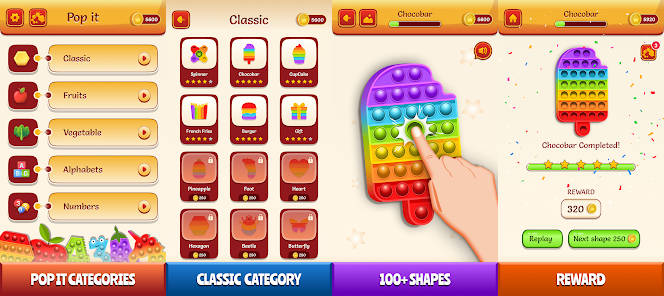 Pop it
5600
Classic
Fruits
Vegetable
Alphabets
Numbers
POP IT CATEGORIES
Classic
5600
Spinner
Chocobar
CupCake
French Fries
Burger
Gift
Pineapple
250
Foot
250
Heart
250
Hexagon
250
Beetle
250
Butterfly
250
CLASSIC CATEGORY
Chocobar
5600
100+ SHAPES
Chocobar
5920
3
Chocobar Completed!
REWARD
320
Replay
Next shape 250
REWARD